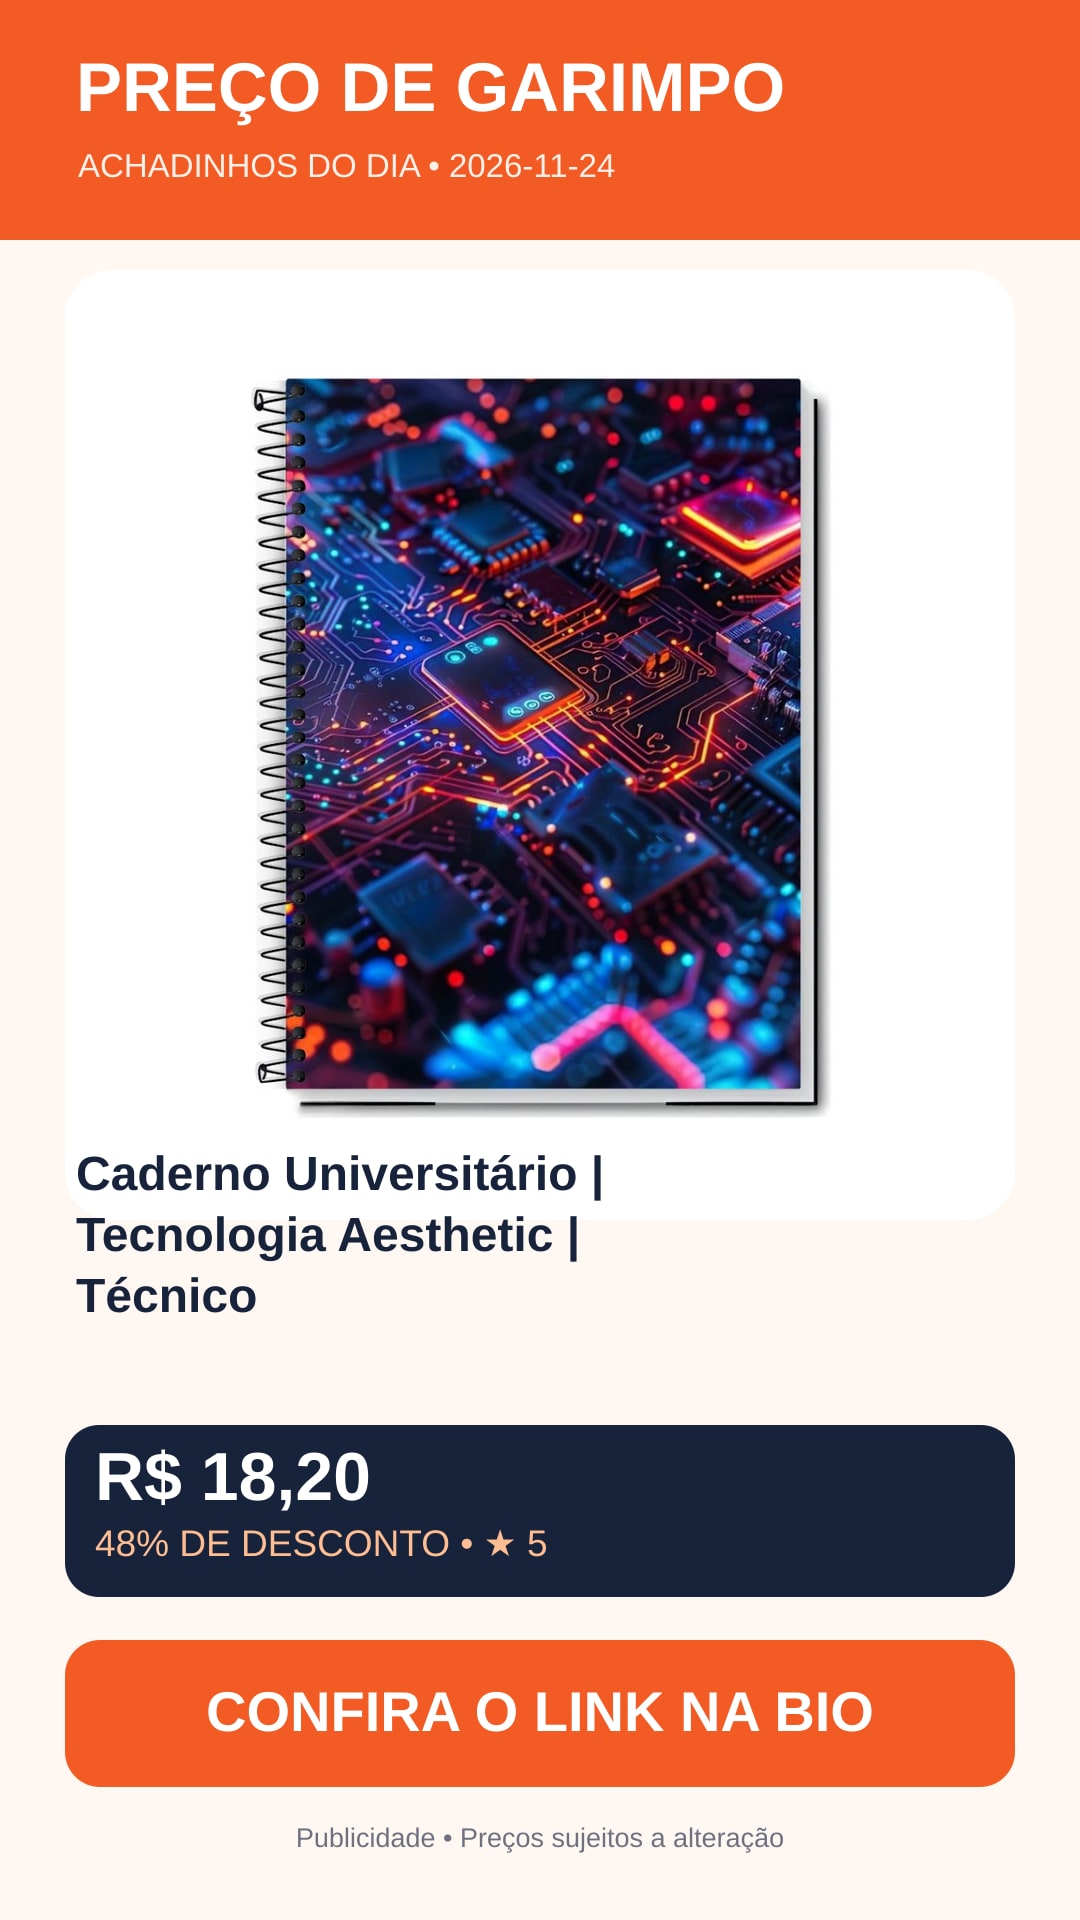 PREÇO DE GARIMPO
ACHADINHOS DO DIA • 2026-11-24
Caderno Universitário |
Tecnologia Aesthetic |
Técnico
R$ 18,20
48% DE DESCONTO • ★ 5
CONFIRA O LINK NA BIO
Publicidade • Preços sujeitos a alteração